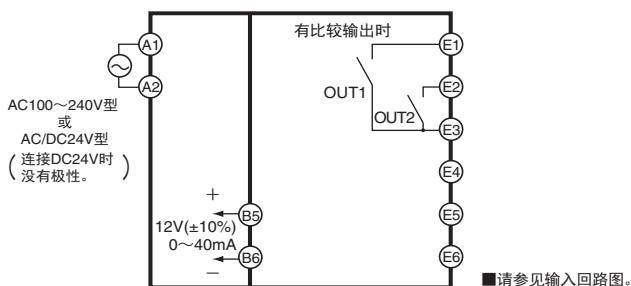 有比较输出时
A1
A2
E1
E2
E3
E4
E5
E6
OUT1
OUT2
AC100～240V型
或
AC/DC24V型
(连接DC24V时
没有极性。)
+
B5
12V(±10%)
0～40mA
B6
−
■请参见输入回路图。